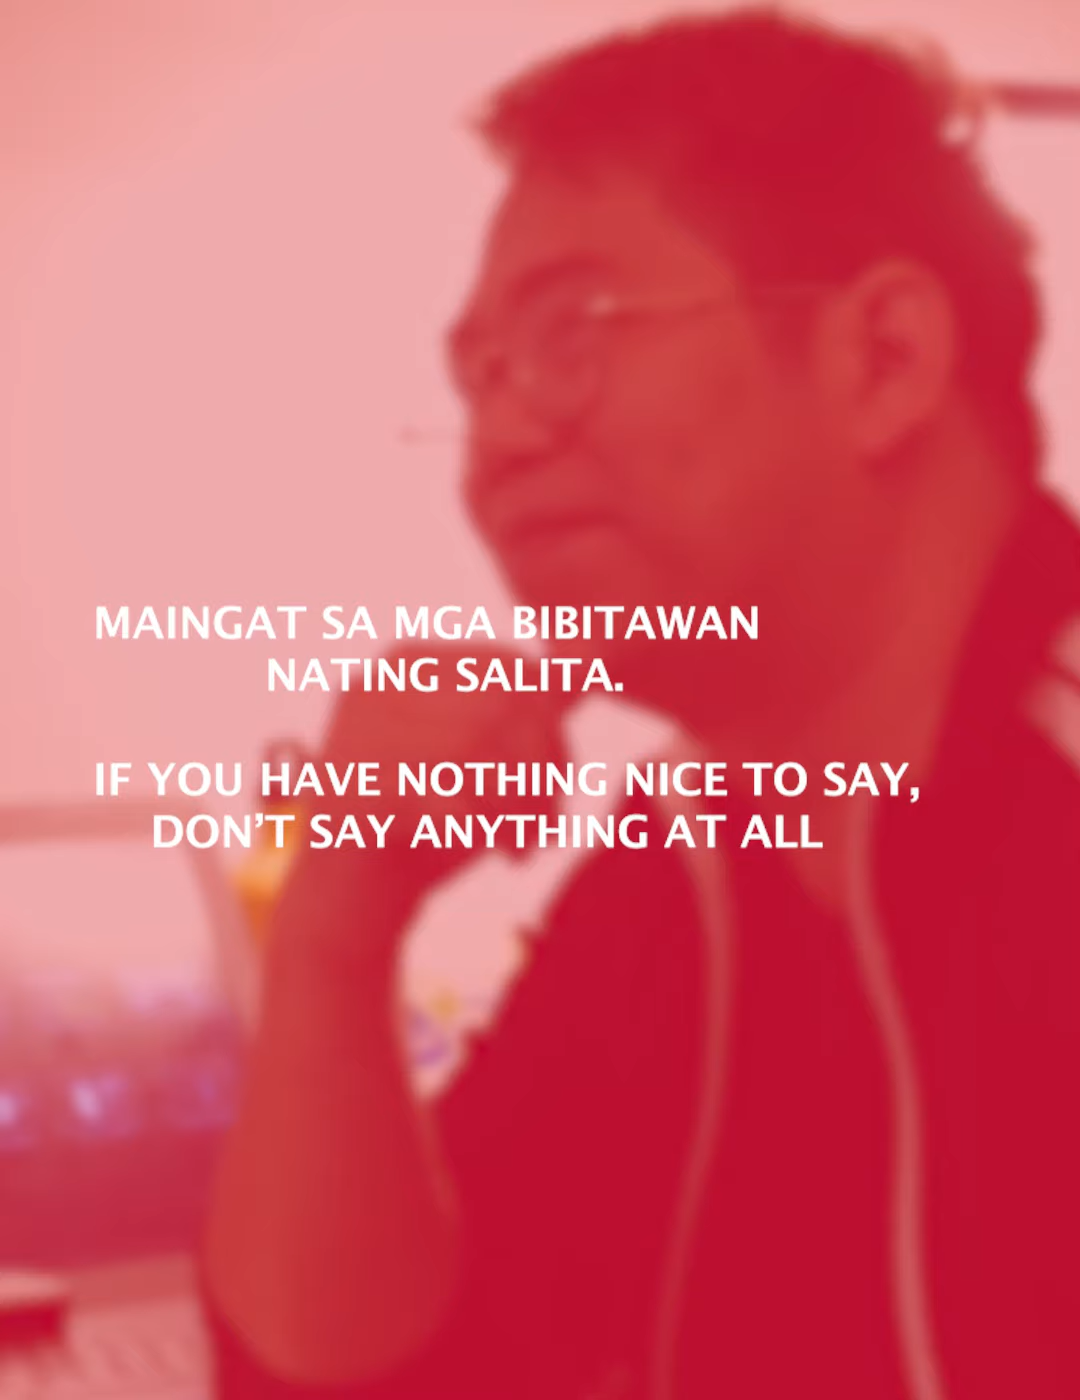 MAINGAT SA MGA BIBITAWAN
NATING SALITA.
IF YOU HAVE NOTHING NICE TO SAY,
DON’T SAY ANYTHING AT ALL